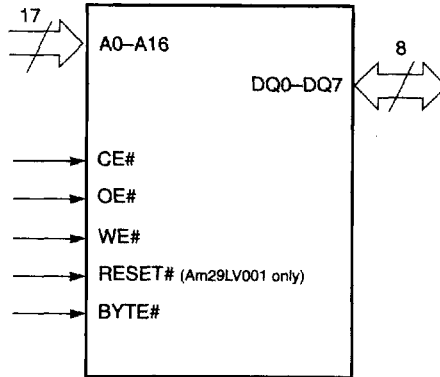 17
A0–A16
8
DQ0–DQ7
CE#
OE#
WE#
RESET# (Am29LV001 only)
BYTE#